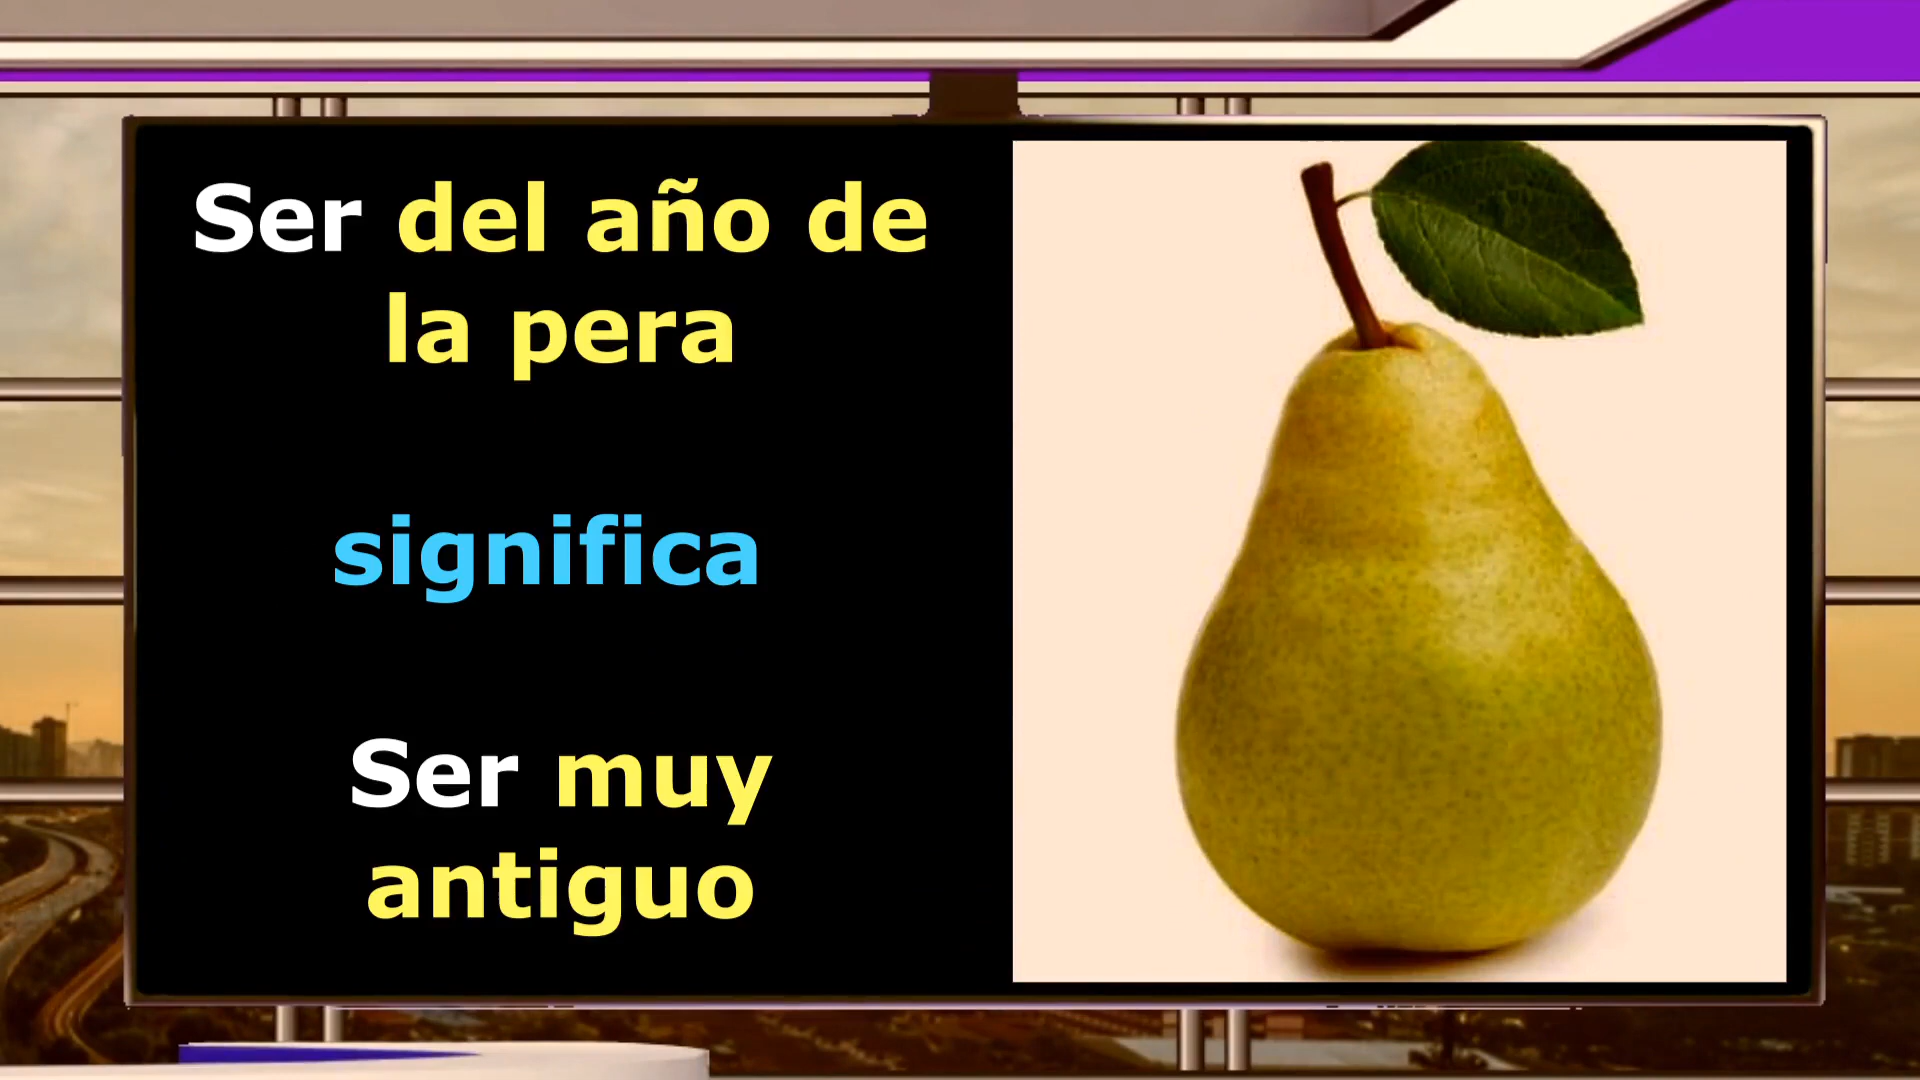 Ser del año de
la pera
significa
Ser muy
antiguo